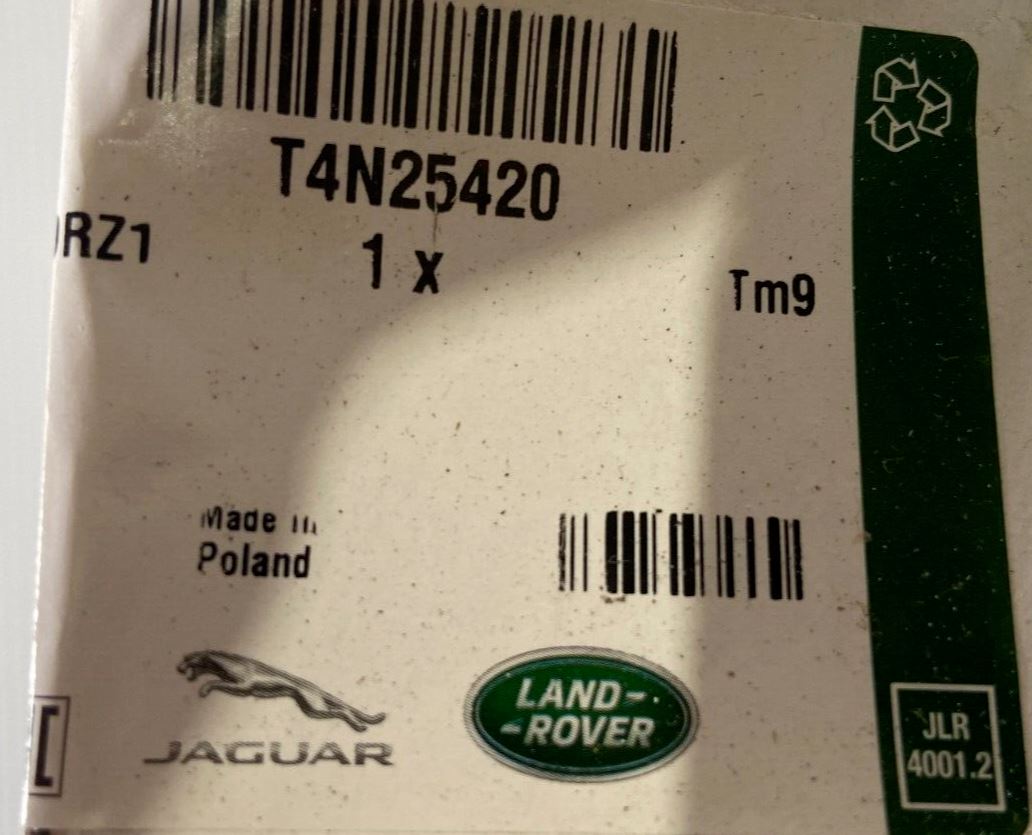 T4N25420
RZ1
1 x
Tm9
Made in
Poland
JAGUAR
LAND-
-ROVER
JLR
4001.2